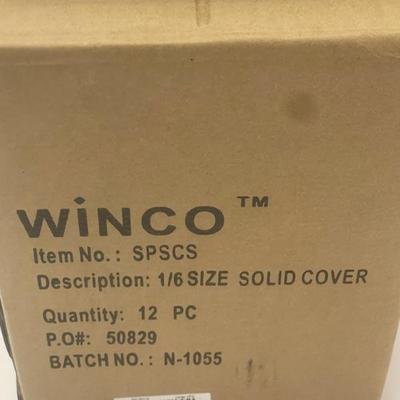 WINCO™
Item No.: SPSCS
Description: 1/6 SIZE SOLID COVER
Quantity: 12 PC
P.O#: 50829
BATCH NO.: N-1055